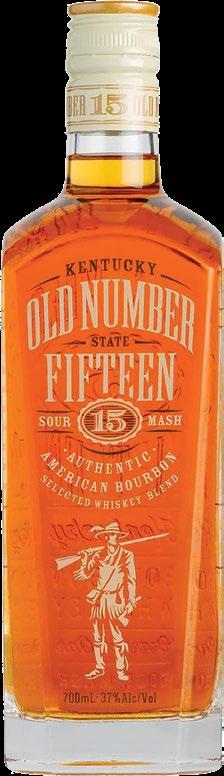 BER 15 OLD N
KENTUCKY
OLD NUMBER
STATE
FIFTEEN
SOUR 15 MASH
· AUTHENTIC ·
AMERICAN BOURBON
SELECTED WHISKEY BLEND
700mL · 37%Alc/Vol